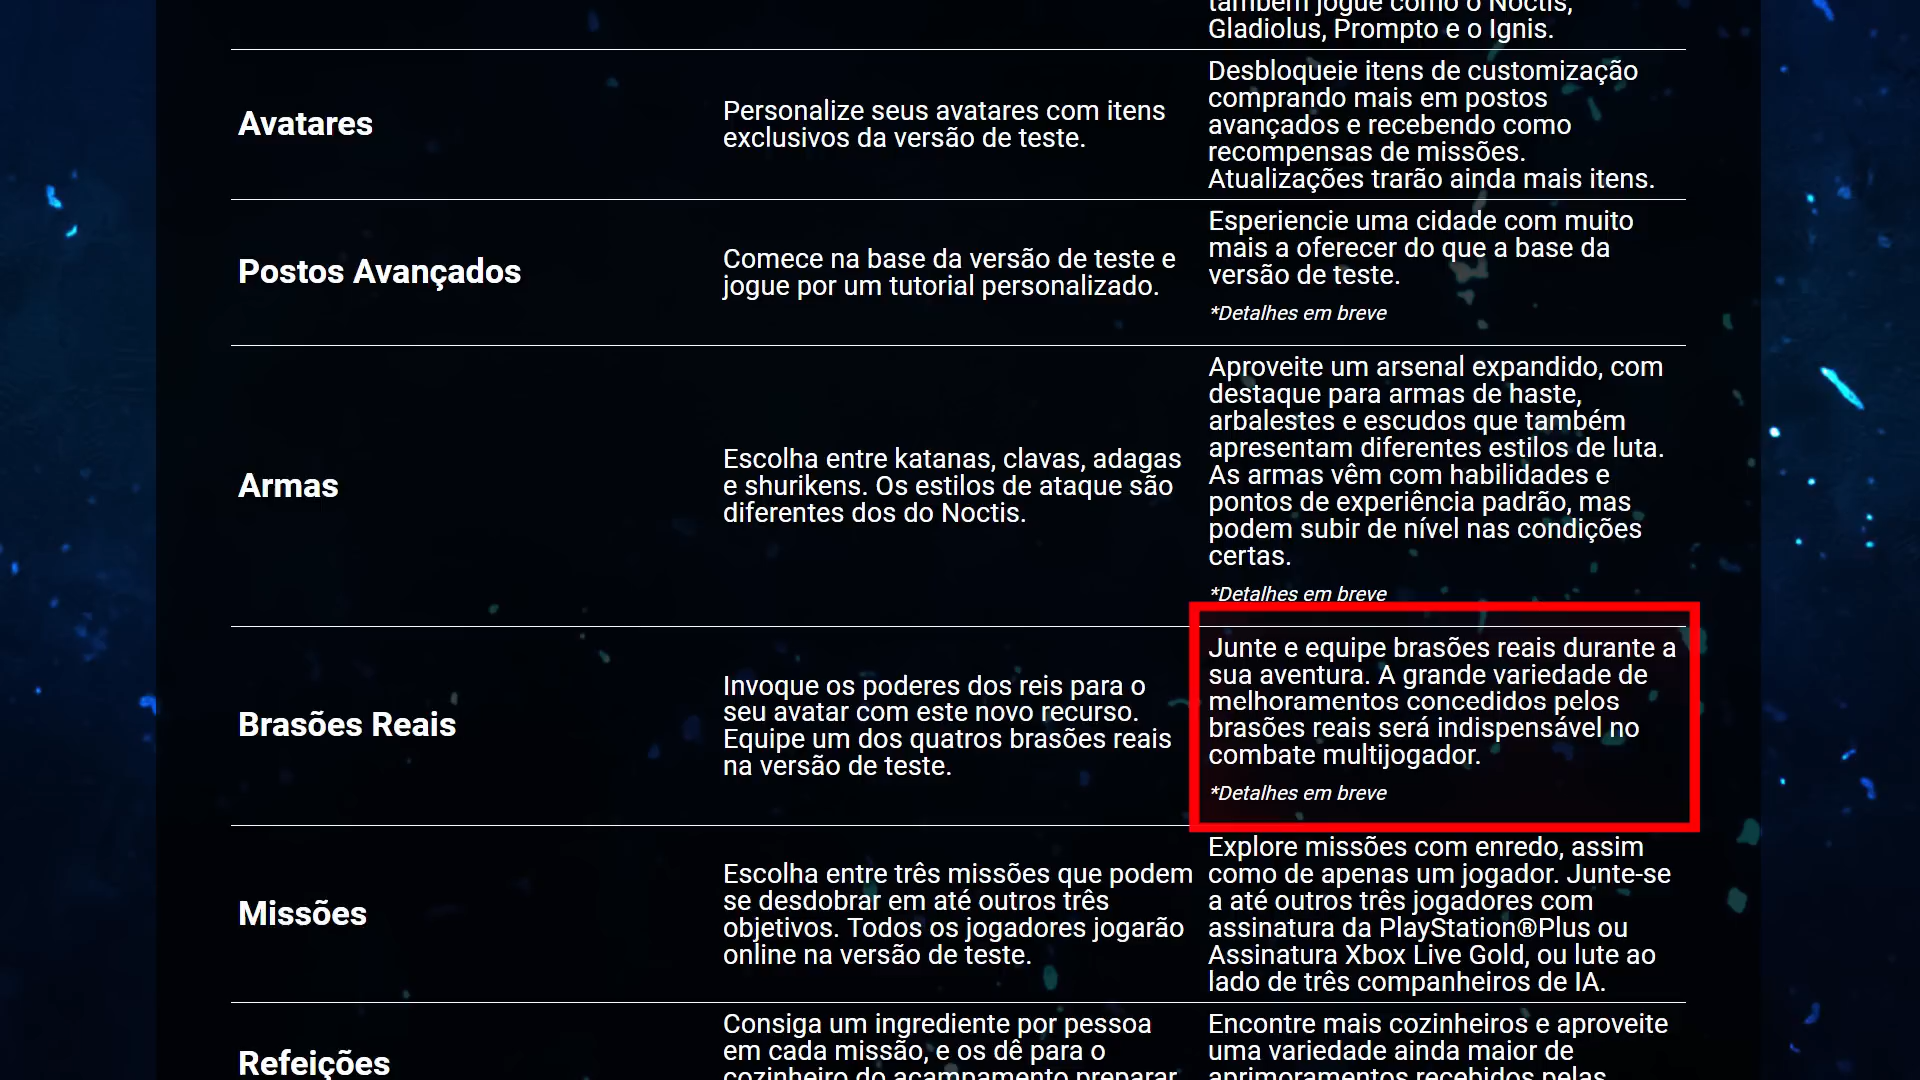 também jogue como o Noctis,
Gladiolus, Prompto e o Ignis.
Avatares
Personalize seus avatares com itens
exclusivos da versão de teste.
Desbloqueie itens de customização
comprando mais em postos
avançados e recebendo como
recompensas de missões.
Atualizações trarão ainda mais itens.
Postos Avançados
Comece na base da versão de teste e
jogue por um tutorial personalizado.
Esperiencie uma cidade com muito
mais a oferecer do que a base da
versão de teste.
*Detalhes em breve
Armas
Escolha entre katanas, clavas, adagas
e shurikens. Os estilos de ataque são
diferentes dos do Noctis.
Aproveite um arsenal expandido, com
destaque para armas de haste,
arbalestes e escudos que também
apresentam diferentes estilos de luta.
As armas vêm com habilidades e
pontos de experiência padrão, mas
podem subir de nível nas condições
certas.
*Detalhes em breve
Brasões Reais
Invoque os poderes dos reis para o
seu avatar com este novo recurso.
Equipe um dos quatros brasões reais
na versão de teste.
Junte e equipe brasões reais durante a
sua aventura. A grande variedade de
melhoramentos concedidos pelos
brasões reais será indispensável no
combate multijogador.
*Detalhes em breve
Missões
Escolha entre três missões que podem
se desdobrar em até outros três
objetivos. Todos os jogadores jogarão
online na versão de teste.
Explore missões com enredo, assim
como de apenas um jogador. Junte-se
a até outros três jogadores com
assinatura da PlayStation®Plus ou
Assinatura Xbox Live Gold, ou lute ao
lado de três companheiros de IA.
Refeições
Consiga um ingrediente por pessoa
em cada missão, e os dê para o
cozinheiro do acampamento preparar
Encontre mais cozinheiros e aproveite
uma variedade ainda maior de
aprimoramentos recebidos pelas